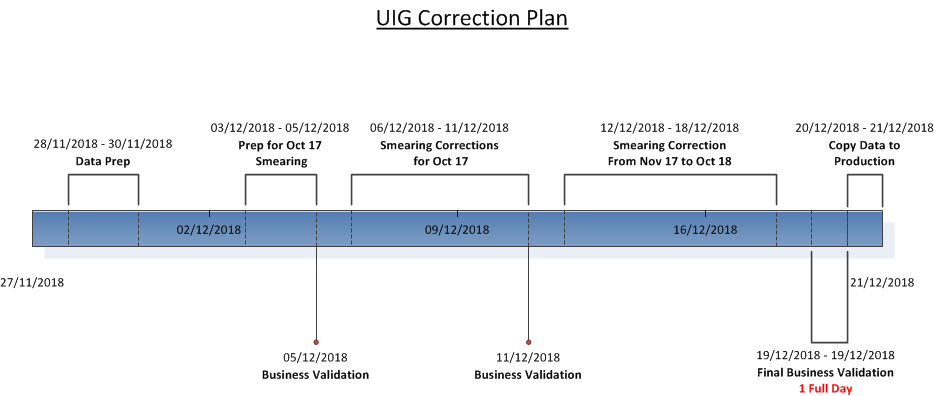 UIG Correction Plan
28/11/2018 - 30/11/2018
Data Prep
03/12/2018 - 05/12/2018
Prep for Oct 17
Smearing
06/12/2018 - 11/12/2018
Smearing Corrections
for Oct 17
12/12/2018 - 18/12/2018
Smearing Correction
From Nov 17 to Oct 18
20/12/2018 - 21/12/2018
Copy Data to
Production
02/12/2018
09/12/2018
16/12/2018
27/11/2018
21/12/2018
05/12/2018
Business Validation
11/12/2018
Business Validation
19/12/2018 - 19/12/2018
Final Business Validation
1 Full Day